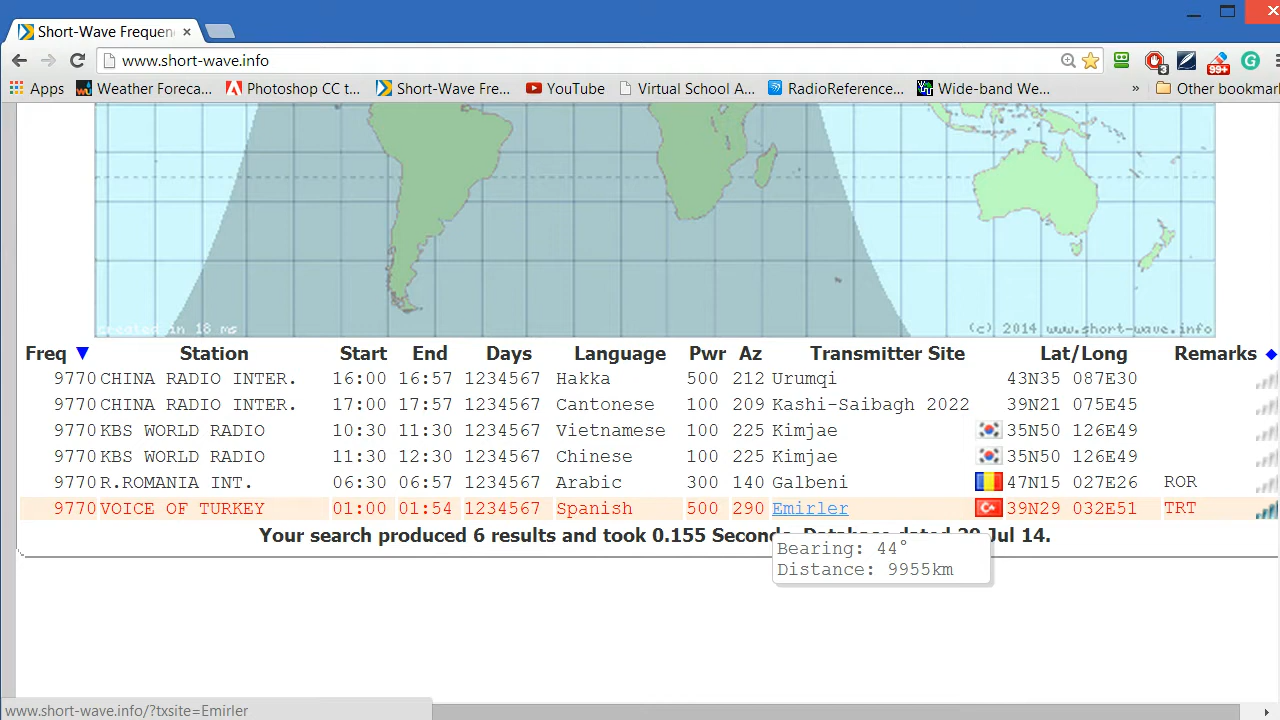 Short-Wave Frequen
www.short-wave.info
3
99+
Apps Weather Foreca... Photoshop CC t... Short-Wave Fre... YouTube Virtual School A... RadioReference... Wide-band We... » Other bookmar
created in 18 ms
(c) 2014 www.short-wave.info
Freq Station Start End Days Language Pwr Az Transmitter Site Lat/Long Remarks
9770 CHINA RADIO INTER. 16:00 16:57 1234567 Hakka 500 212 Urumqi 43N35 087E30
9770 CHINA RADIO INTER. 17:00 17:57 1234567 Cantonese 100 209 Kashi-Saibagh 2022 39N21 075E45
9770 KBS WORLD RADIO 10:30 11:30 1234567 Vietnamese 100 225 Kimjae 35N50 126E49
9770 KBS WORLD RADIO 11:30 12:30 1234567 Chinese 100 225 Kimjae 35N50 126E49
9770 R.ROMANIA INT. 06:30 06:57 1234567 Arabic 300 140 Galbeni 47N15 027E26 ROR
9770 VOICE OF TURKEY 01:00 01:54 1234567 Spanish 500 290 Emirler 39N29 032E51 TRT
Your search produced 6 results and took 0.155 Seconds. Database dated 29 Jul 14.
Bearing: 44°
Distance: 9955km
www.short-wave.info/?txsite=Emirler